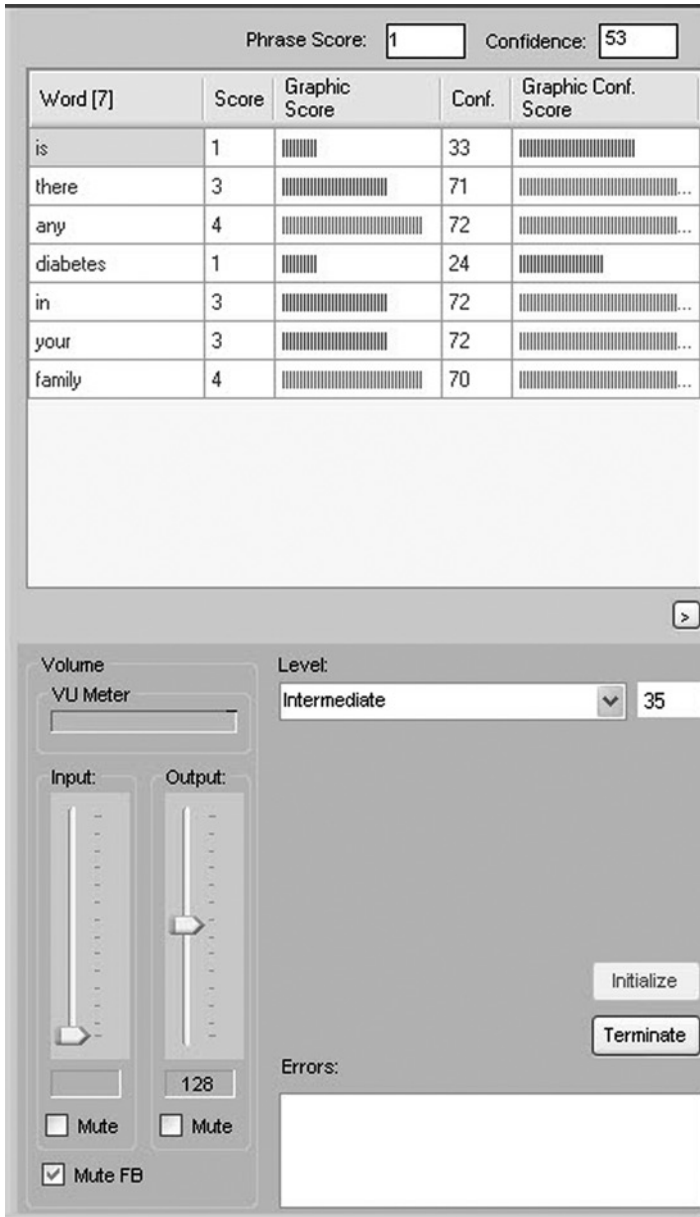 Phrase Score: 1 Confidence: 53
Word [7] Score Graphic Score Conf. Graphic Conf. Score
is 1 33
there 3 71 ...
any 4 72 ...
diabetes 1 24
in 3 72 ...
your 3 72 ...
family 4 70 ...
>
Volume
VU Meter
Level:
Intermediate 35
Input: Output:
Initialize
Terminate
Errors:
128
Mute Mute
Mute FB